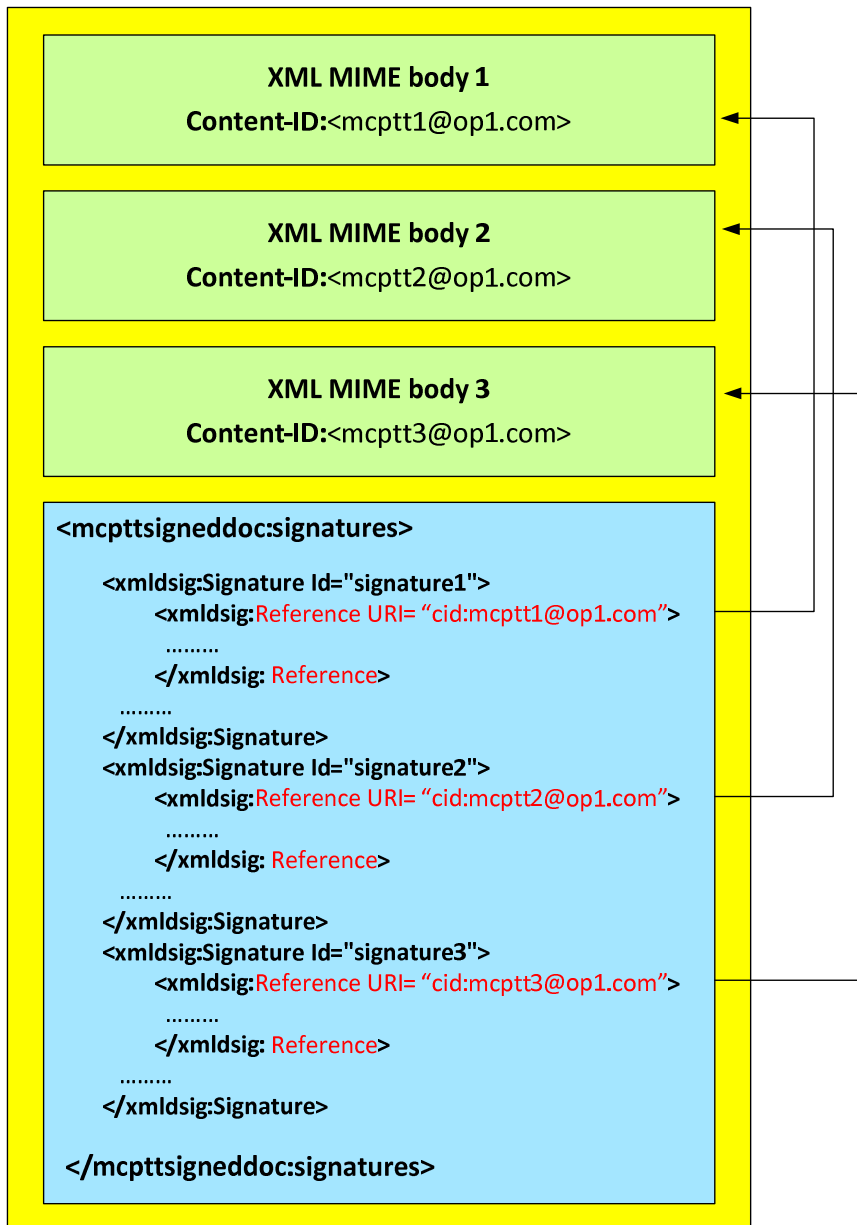 XML MIME body 1
Content-ID:<mcptt1@op1.com>
XML MIME body 2
Content-ID:<mcptt2@op1.com>
XML MIME body 3
Content-ID:<mcptt3@op1.com>
<mcpttsigneddoc:signatures>
<xmldsig:Signature Id="signature1">
<xmldsig:Reference URI= “cid:mcptt1@op1.com”>
.........
</xmldsig: Reference>
.........
</xmldsig:Signature>
<xmldsig:Signature Id="signature2">
<xmldsig:Reference URI= “cid:mcptt2@op1.com”>
.........
</xmldsig: Reference>
.........
</xmldsig:Signature>
<xmldsig:Signature Id="signature3">
<xmldsig:Reference URI= “cid:mcptt3@op1.com”>
.........
</xmldsig: Reference>
.........
</xmldsig:Signature>
</mcpttsigneddoc:signatures>